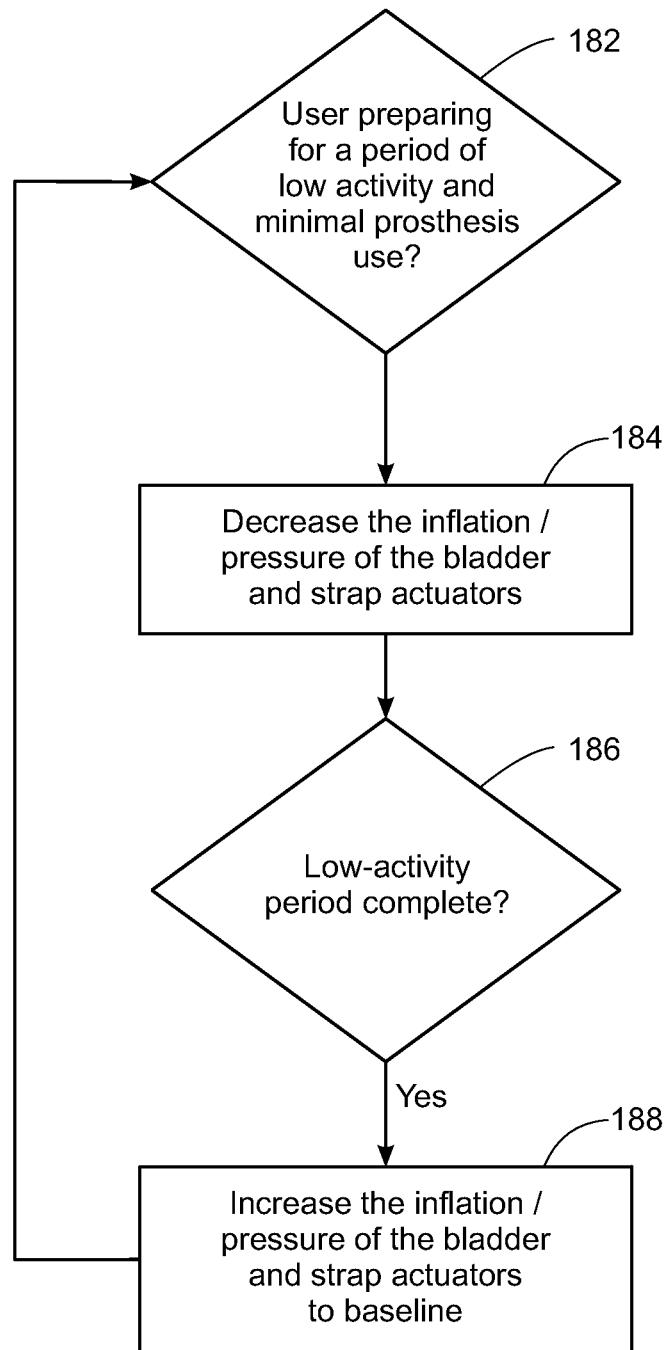 182
User preparing
for a period of
low activity and
minimal prosthesis
use?
184
Decrease the inflation /
pressure of the bladder
and strap actuators
186
Low-activity
period complete?
Yes
188
Increase the inflation /
pressure of the bladder
and strap actuators
to baseline